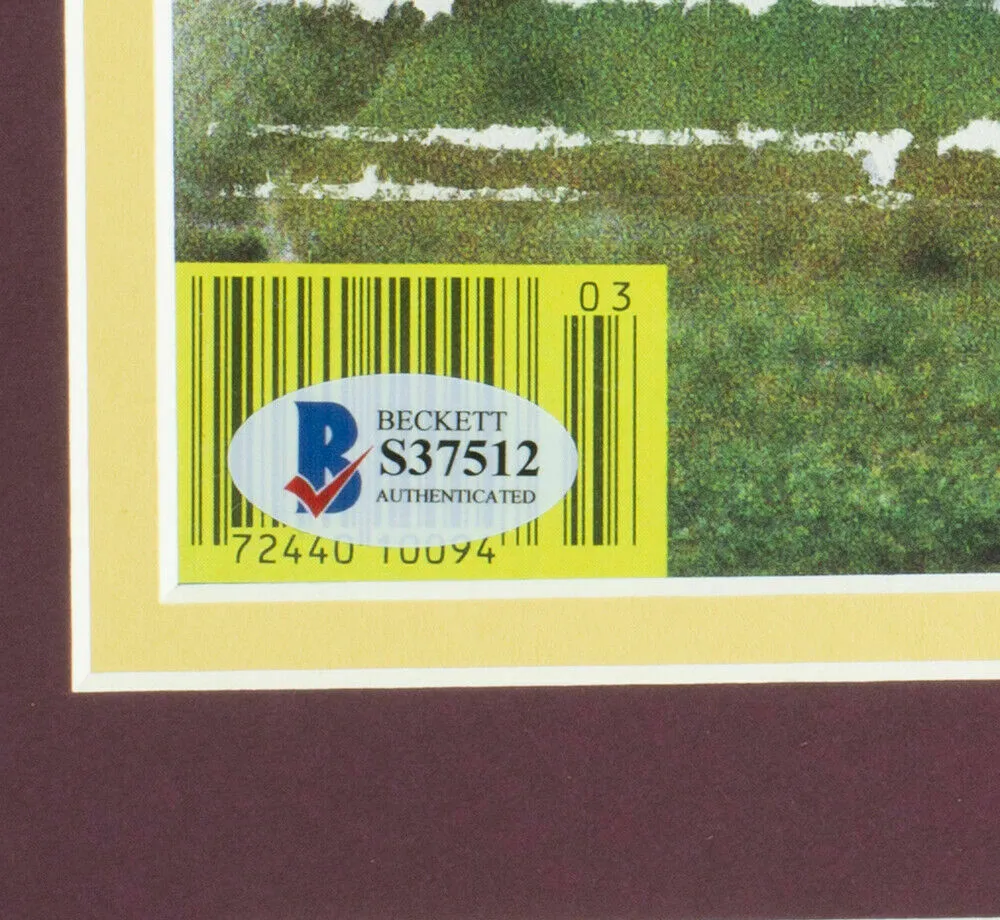 03
BECKETT
S37512
AUTHENTICATED
72440 10094